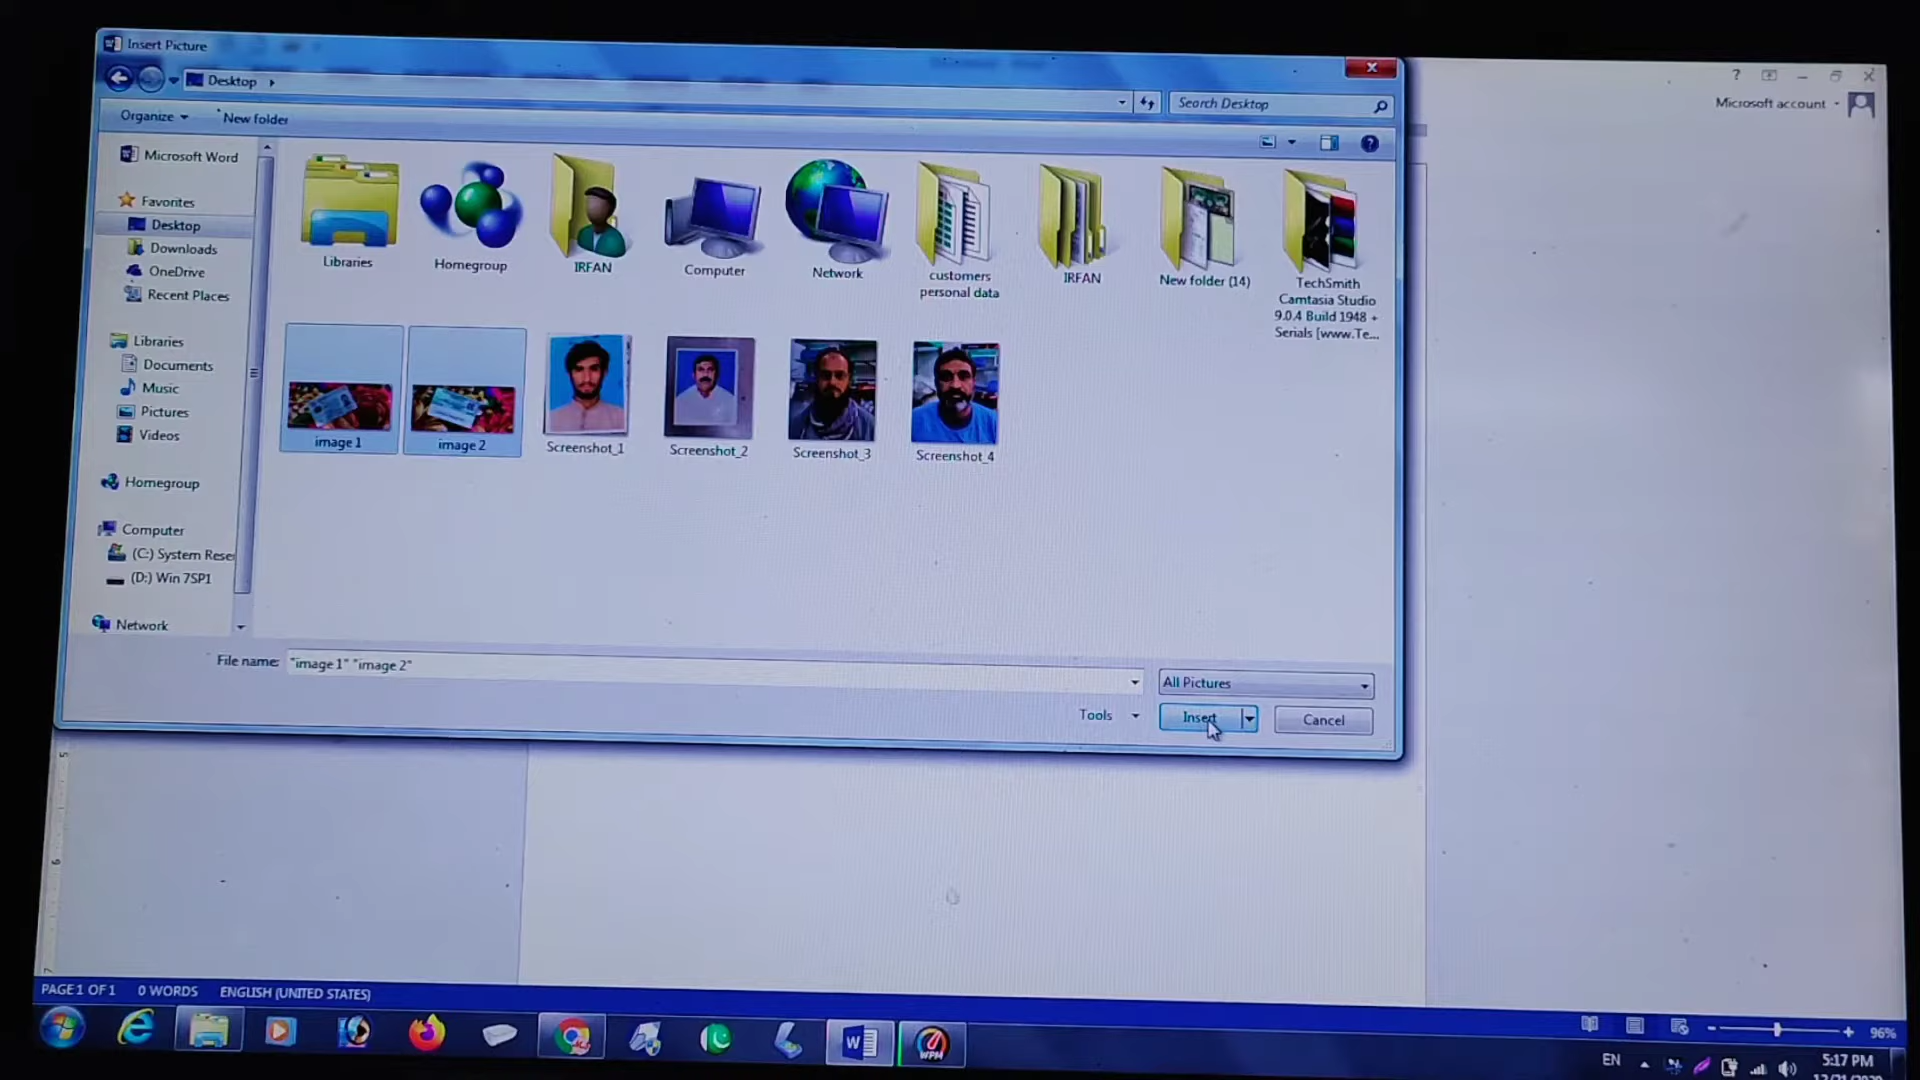 Insert Picture
Desktop
Search Desktop
Microsoft account
Organize
New folder
Microsoft Word
Favorites
Desktop
Downloads
OneDrive
Recent Places
Libraries
Documents
Music
Pictures
Videos
Homegroup
Computer
(C:) System Rese
(D:) Win 7SP1
Network
Libraries
Homegroup
IRFAN
Computer
Network
customers
personal data
IRFAN
New folder (14)
TechSmith
Camtasia Studio
9.0.4 Build 1948 +
Serials [www.Te...
image 1
image 2
Screenshot_1
Screenshot_2
Screenshot_3
Screenshot_4
File name: "image 1" "image 2"
All Pictures
Tools
Insert
Cancel
PAGE 1 OF 1 0 WORDS ENGLISH (UNITED STATES)
96%
WPM
EN
5:17 PM